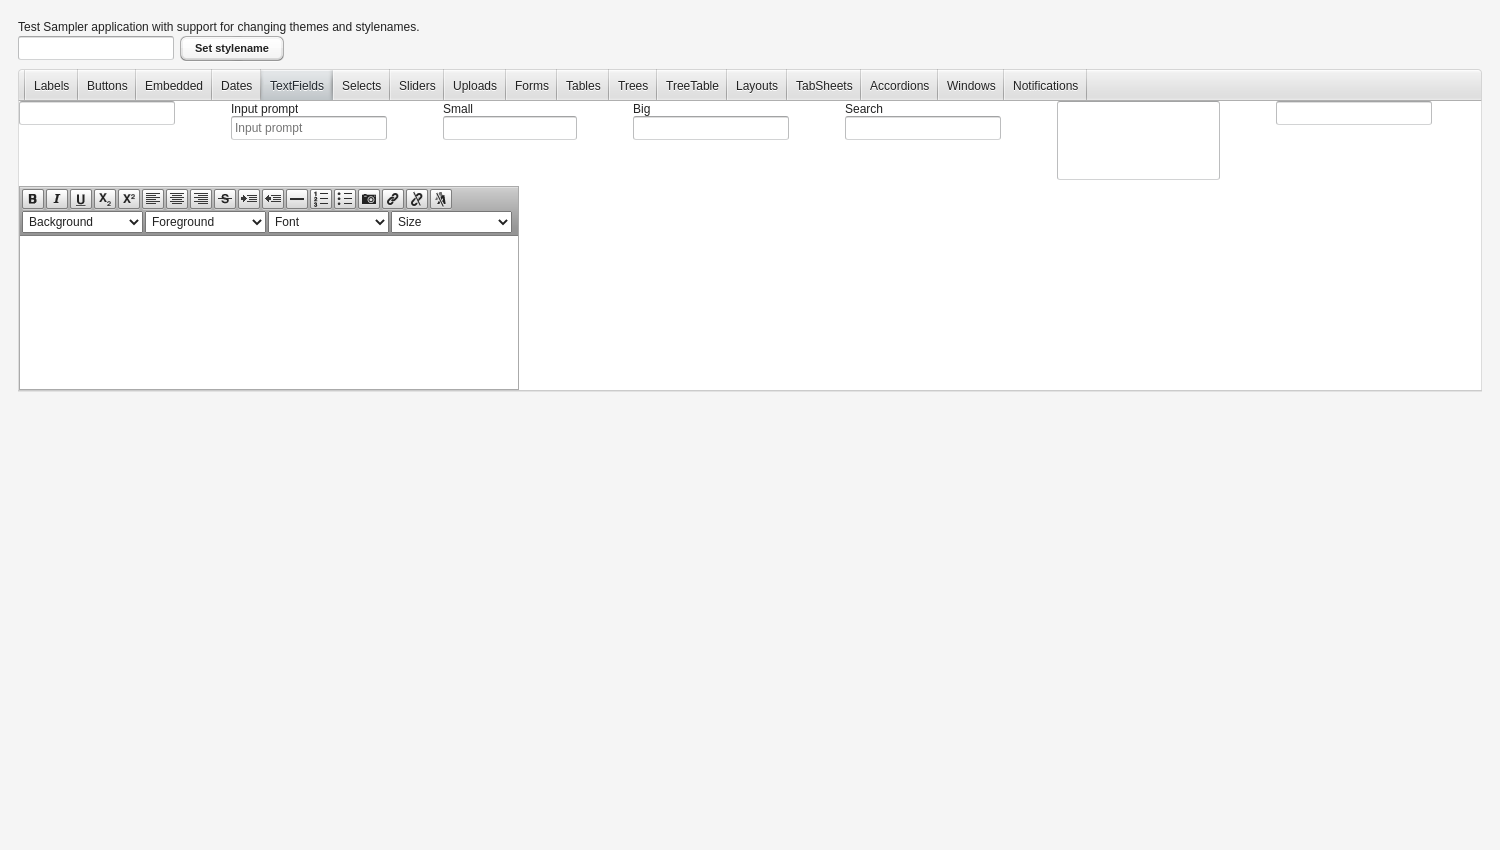 Test Sampler application with support for changing themes and stylenames.
Set stylename
Labels Buttons Embedded Dates TextFields Selects Sliders Uploads Forms Tables Trees TreeTable Layouts TabSheets Accordions Windows Notifications
Input prompt Small Big Search
Input prompt
Background Foreground Font Size